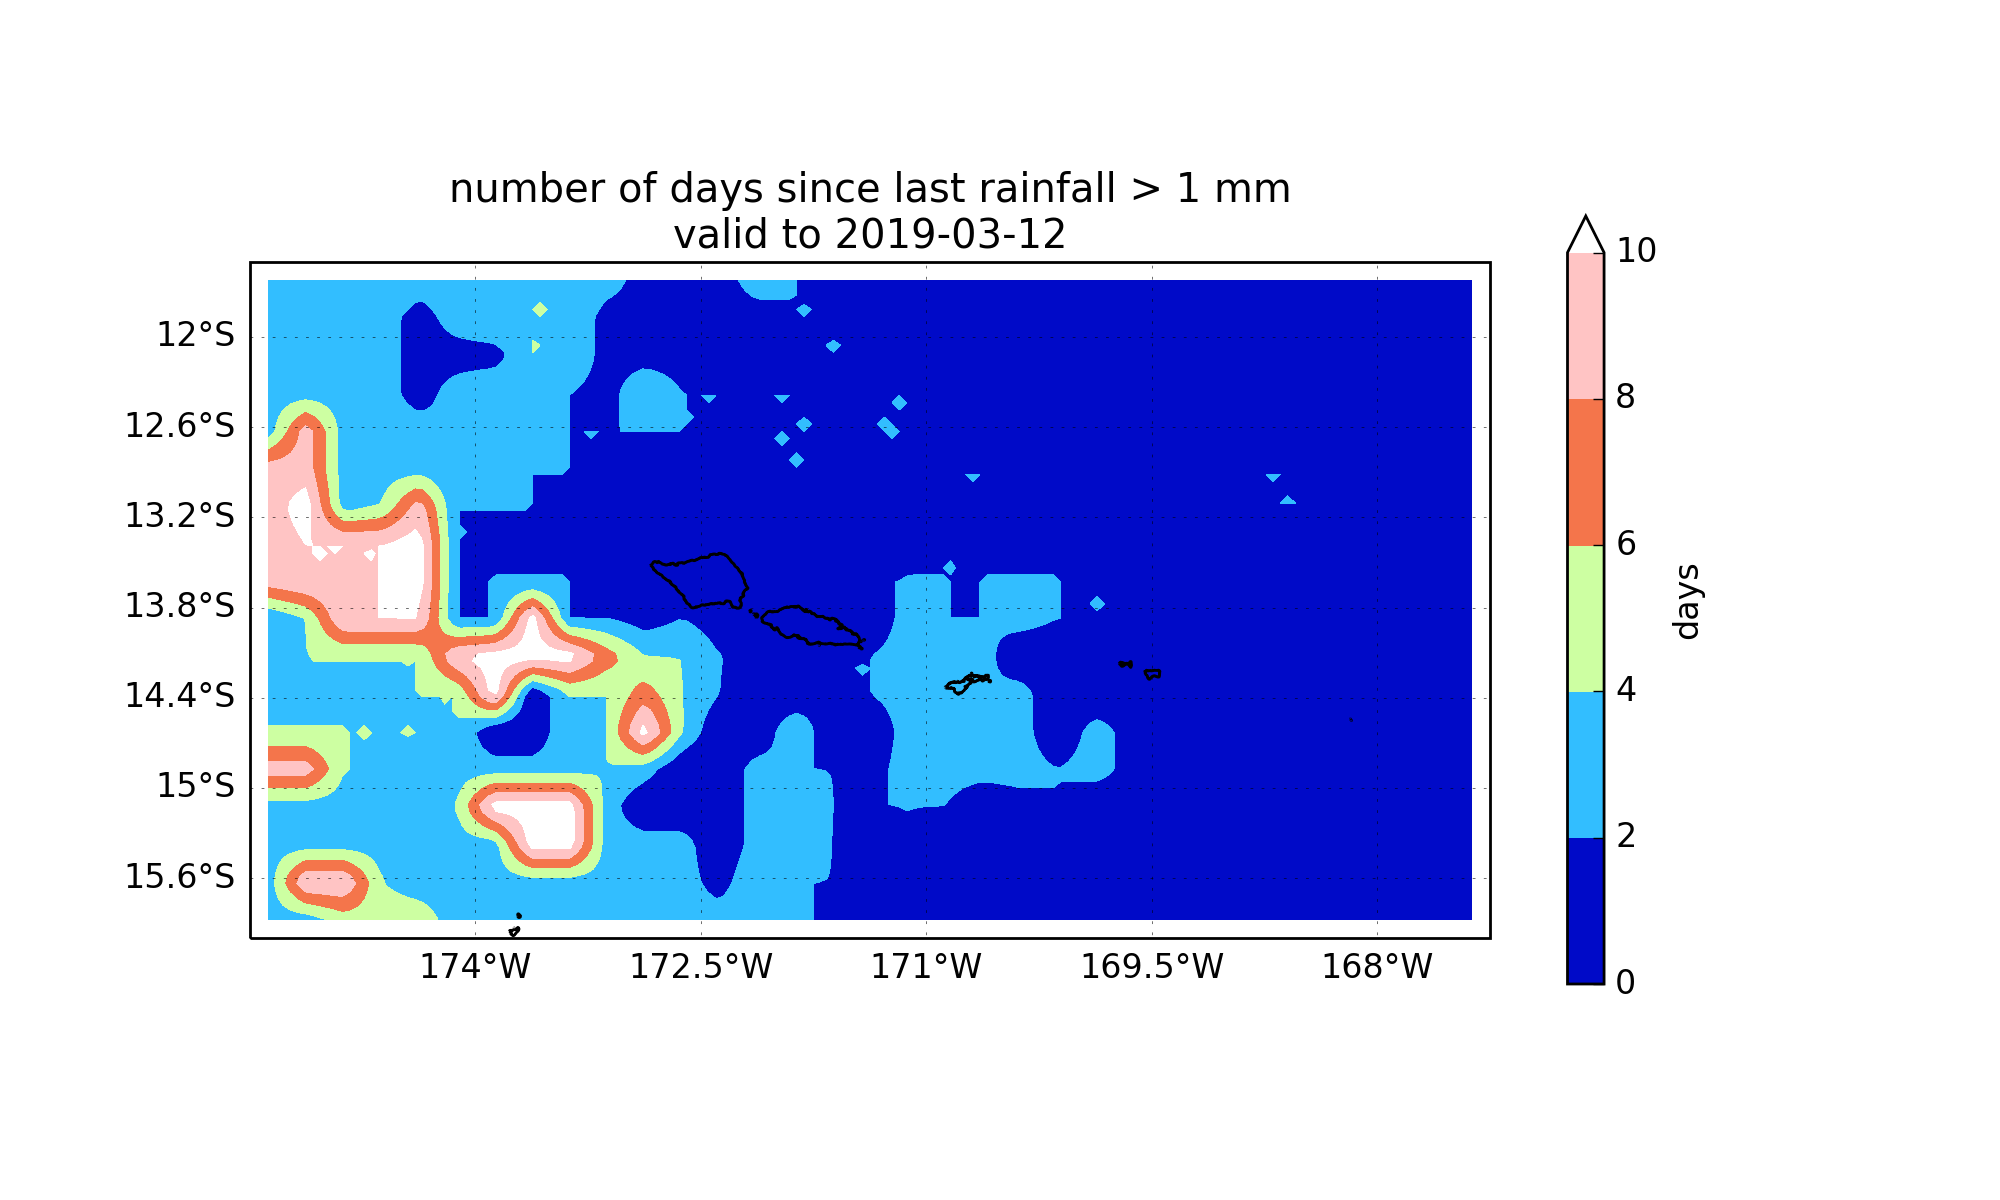 number of days since last rainfall > 1 mm
valid to 2019-03-12
12°S
12.6°S
13.2°S
13.8°S
14.4°S
15°S
15.6°S
174°W
172.5°W
171°W
169.5°W
168°W
10
8
6
4
2
0
days